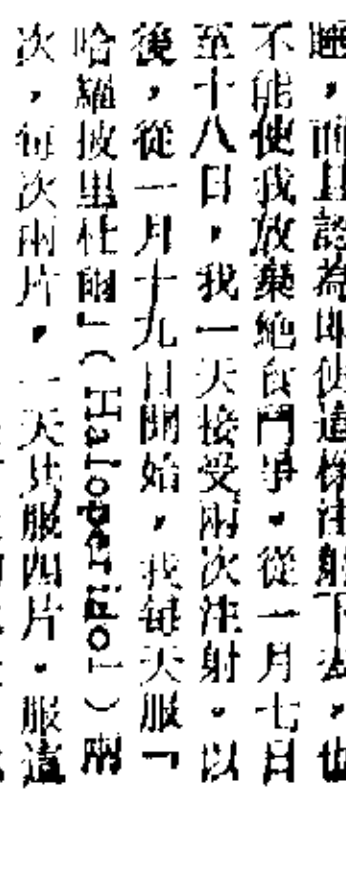 睡，而且認為即使這樣注射下去，也
不能使我放棄絶食鬥爭。從一月七日
至十八日，我一天接受兩次注射。以
後，從一月十九日開始，我每天服「
哈羅披里杜爾」（Haloperidol）兩
次，每次兩片，一天共服四片。服這